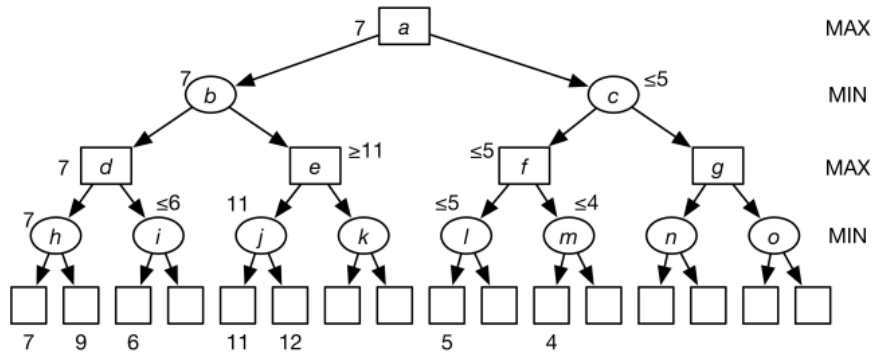 7 a MAX
7 b c ≤5 MIN
7 d e ≥11 ≤5 f g MAX
7 h ≤6 i 11 j k ≤5 l ≤4 m n o MIN
7 9 6 11 12 5 4